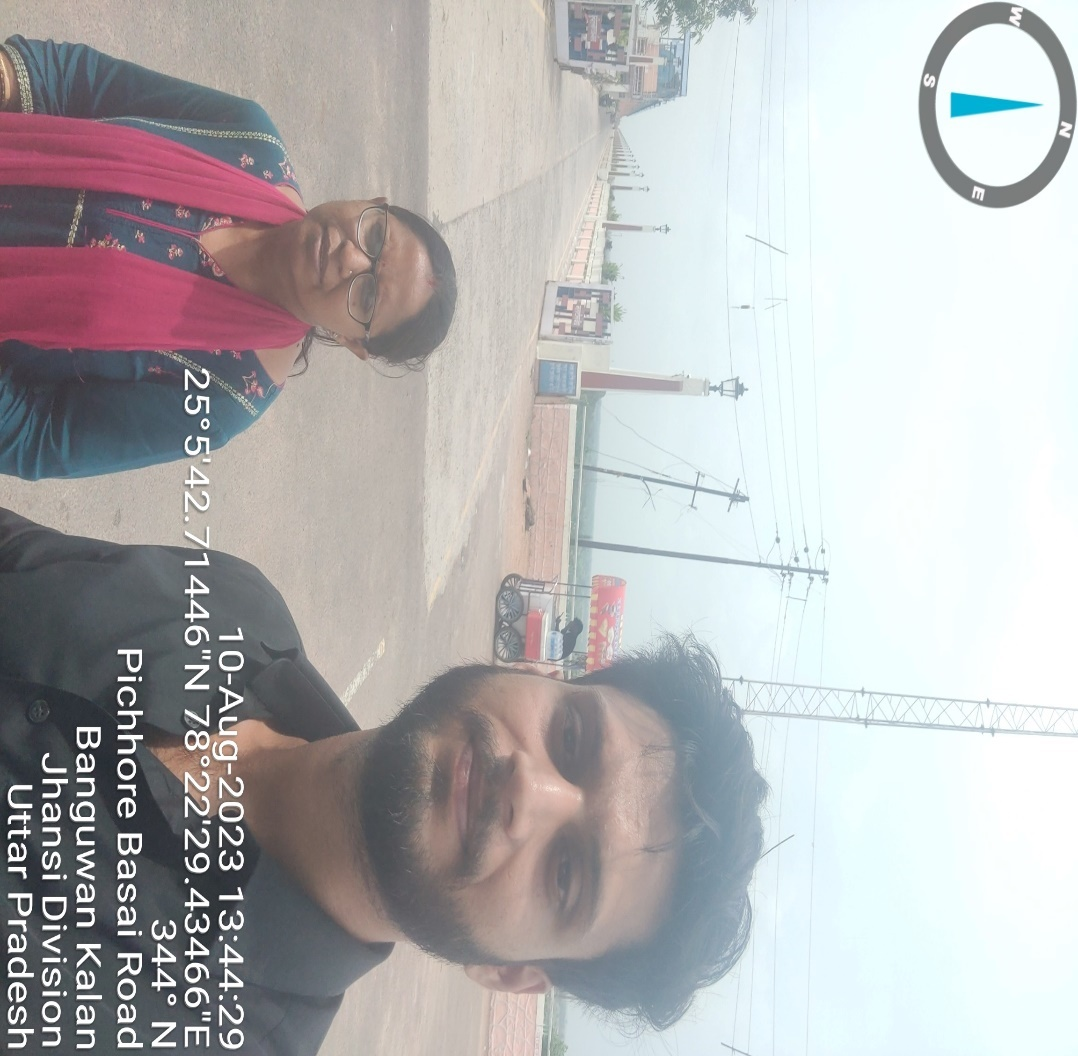 W
N
S
E
10-Aug-2023 13:44:29
25°5'42.71446"N 78°22'29.43466"E
344° N
Pichhore Basai Road
Banguwan Kalan
Jhansi Division
Uttar Pradesh